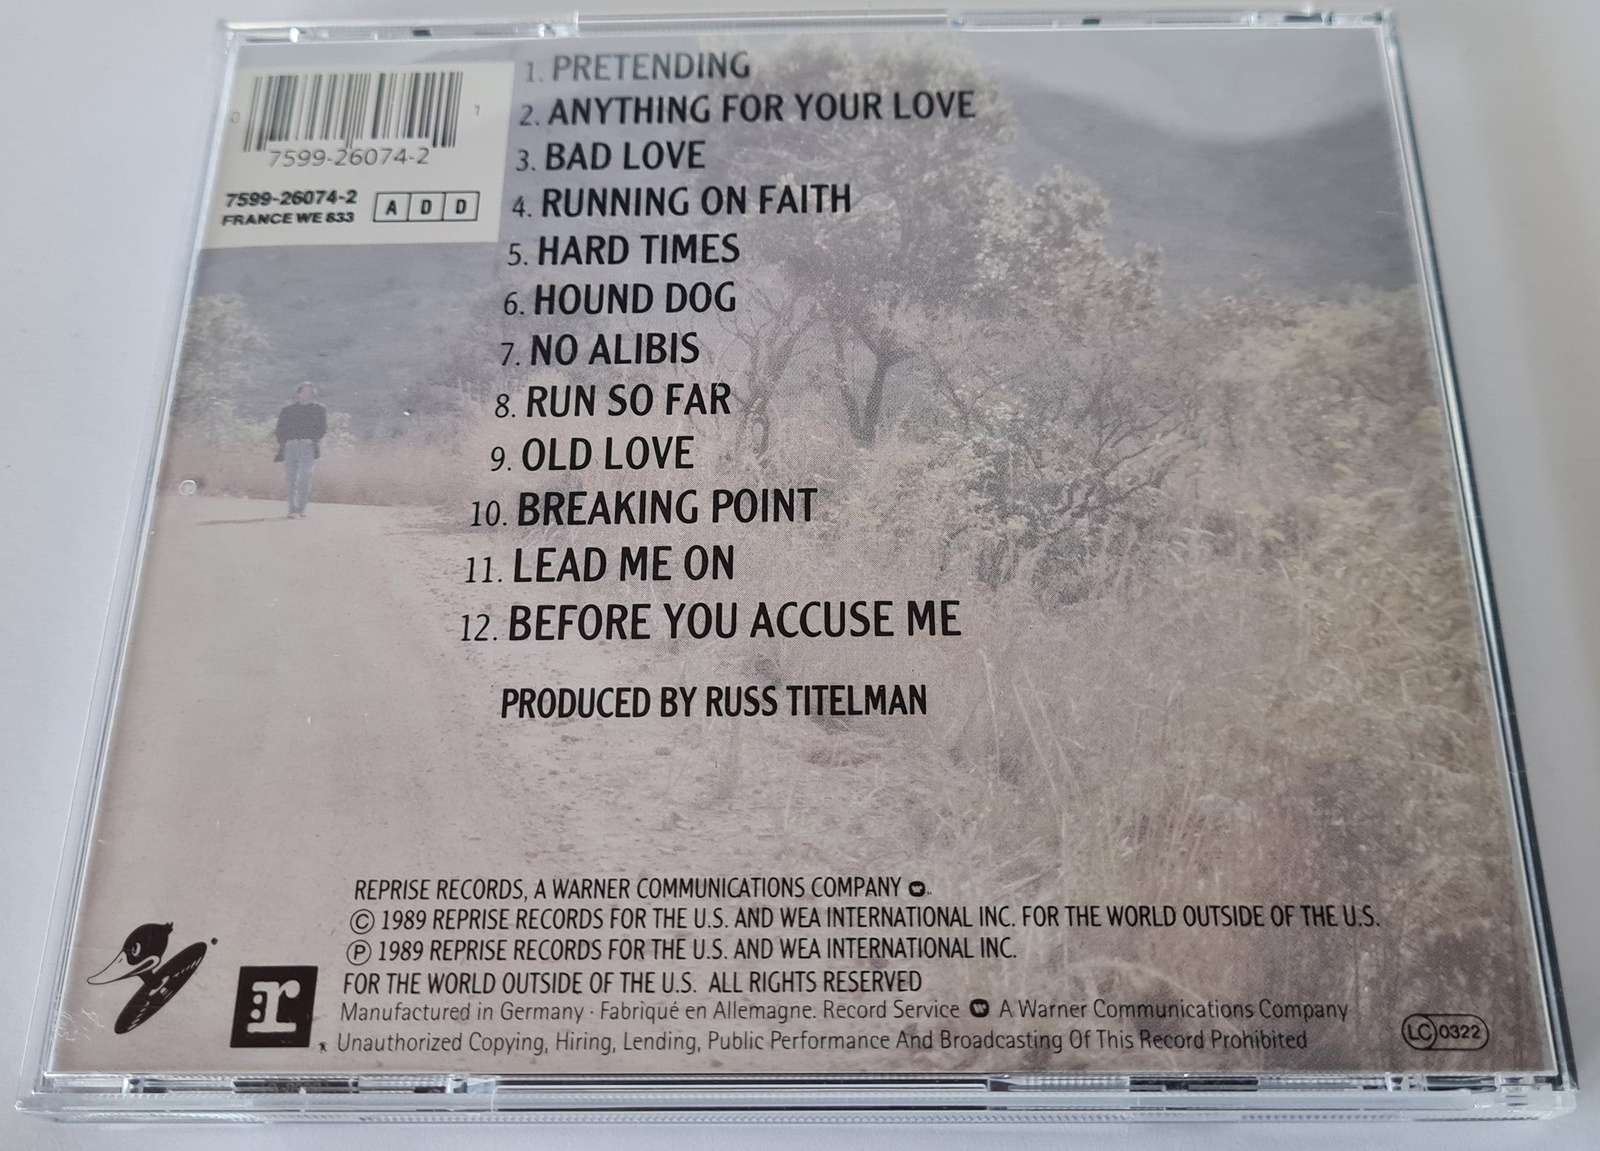 0
1
7599-26074-2
7599-26074-2
FRANCE WE 833
A D D
1. PRETENDING
2. ANYTHING FOR YOUR LOVE
3. BAD LOVE
4. RUNNING ON FAITH
5. HARD TIMES
6. HOUND DOG
7. NO ALIBIS
8. RUN SO FAR
9. OLD LOVE
10. BREAKING POINT
11. LEAD ME ON
12. BEFORE YOU ACCUSE ME
PRODUCED BY RUSS TITELMAN
REPRISE RECORDS, A WARNER COMMUNICATIONS COMPANY
© 1989 REPRISE RECORDS FOR THE U.S. AND WEA INTERNATIONAL INC. FOR THE WORLD OUTSIDE OF THE U.S.
℗ 1989 REPRISE RECORDS FOR THE U.S. AND WEA INTERNATIONAL INC.
FOR THE WORLD OUTSIDE OF THE U.S. ALL RIGHTS RESERVED
Manufactured in Germany · Fabriqué en Allemagne. Record Service A Warner Communications Company
Unauthorized Copying, Hiring, Lending, Public Performance And Broadcasting Of This Record Prohibited
r
LC 0322